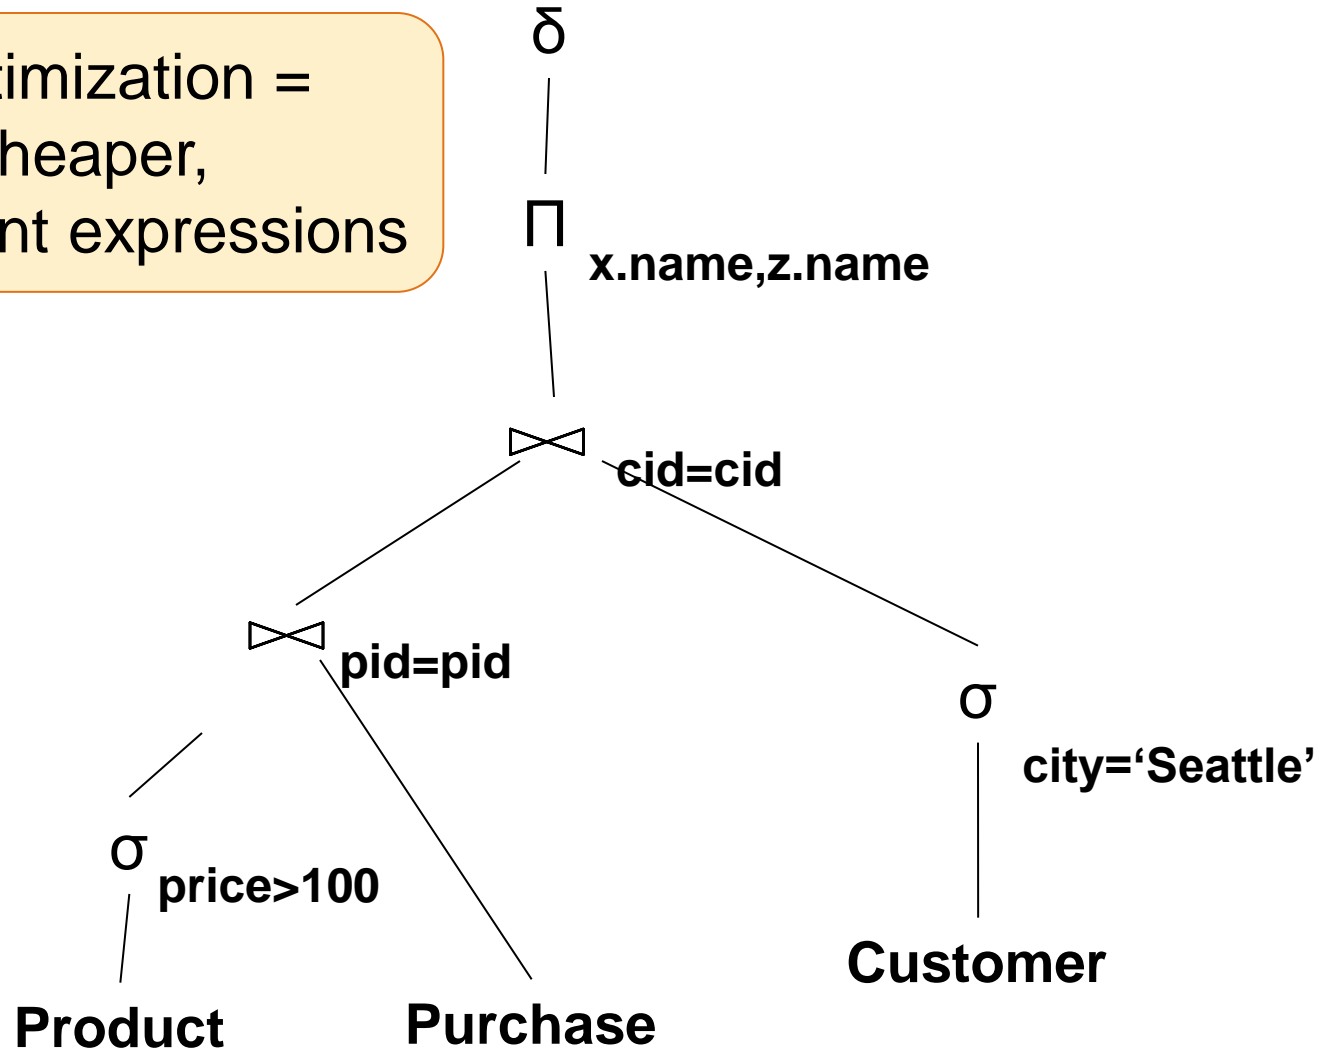 δ
timization =
heaper,
nt expressions
Π
x.name,z.name
cid=cid
pid=pid
σ
city=‘Seattle’
σ
price>100
Customer
Product
Purchase